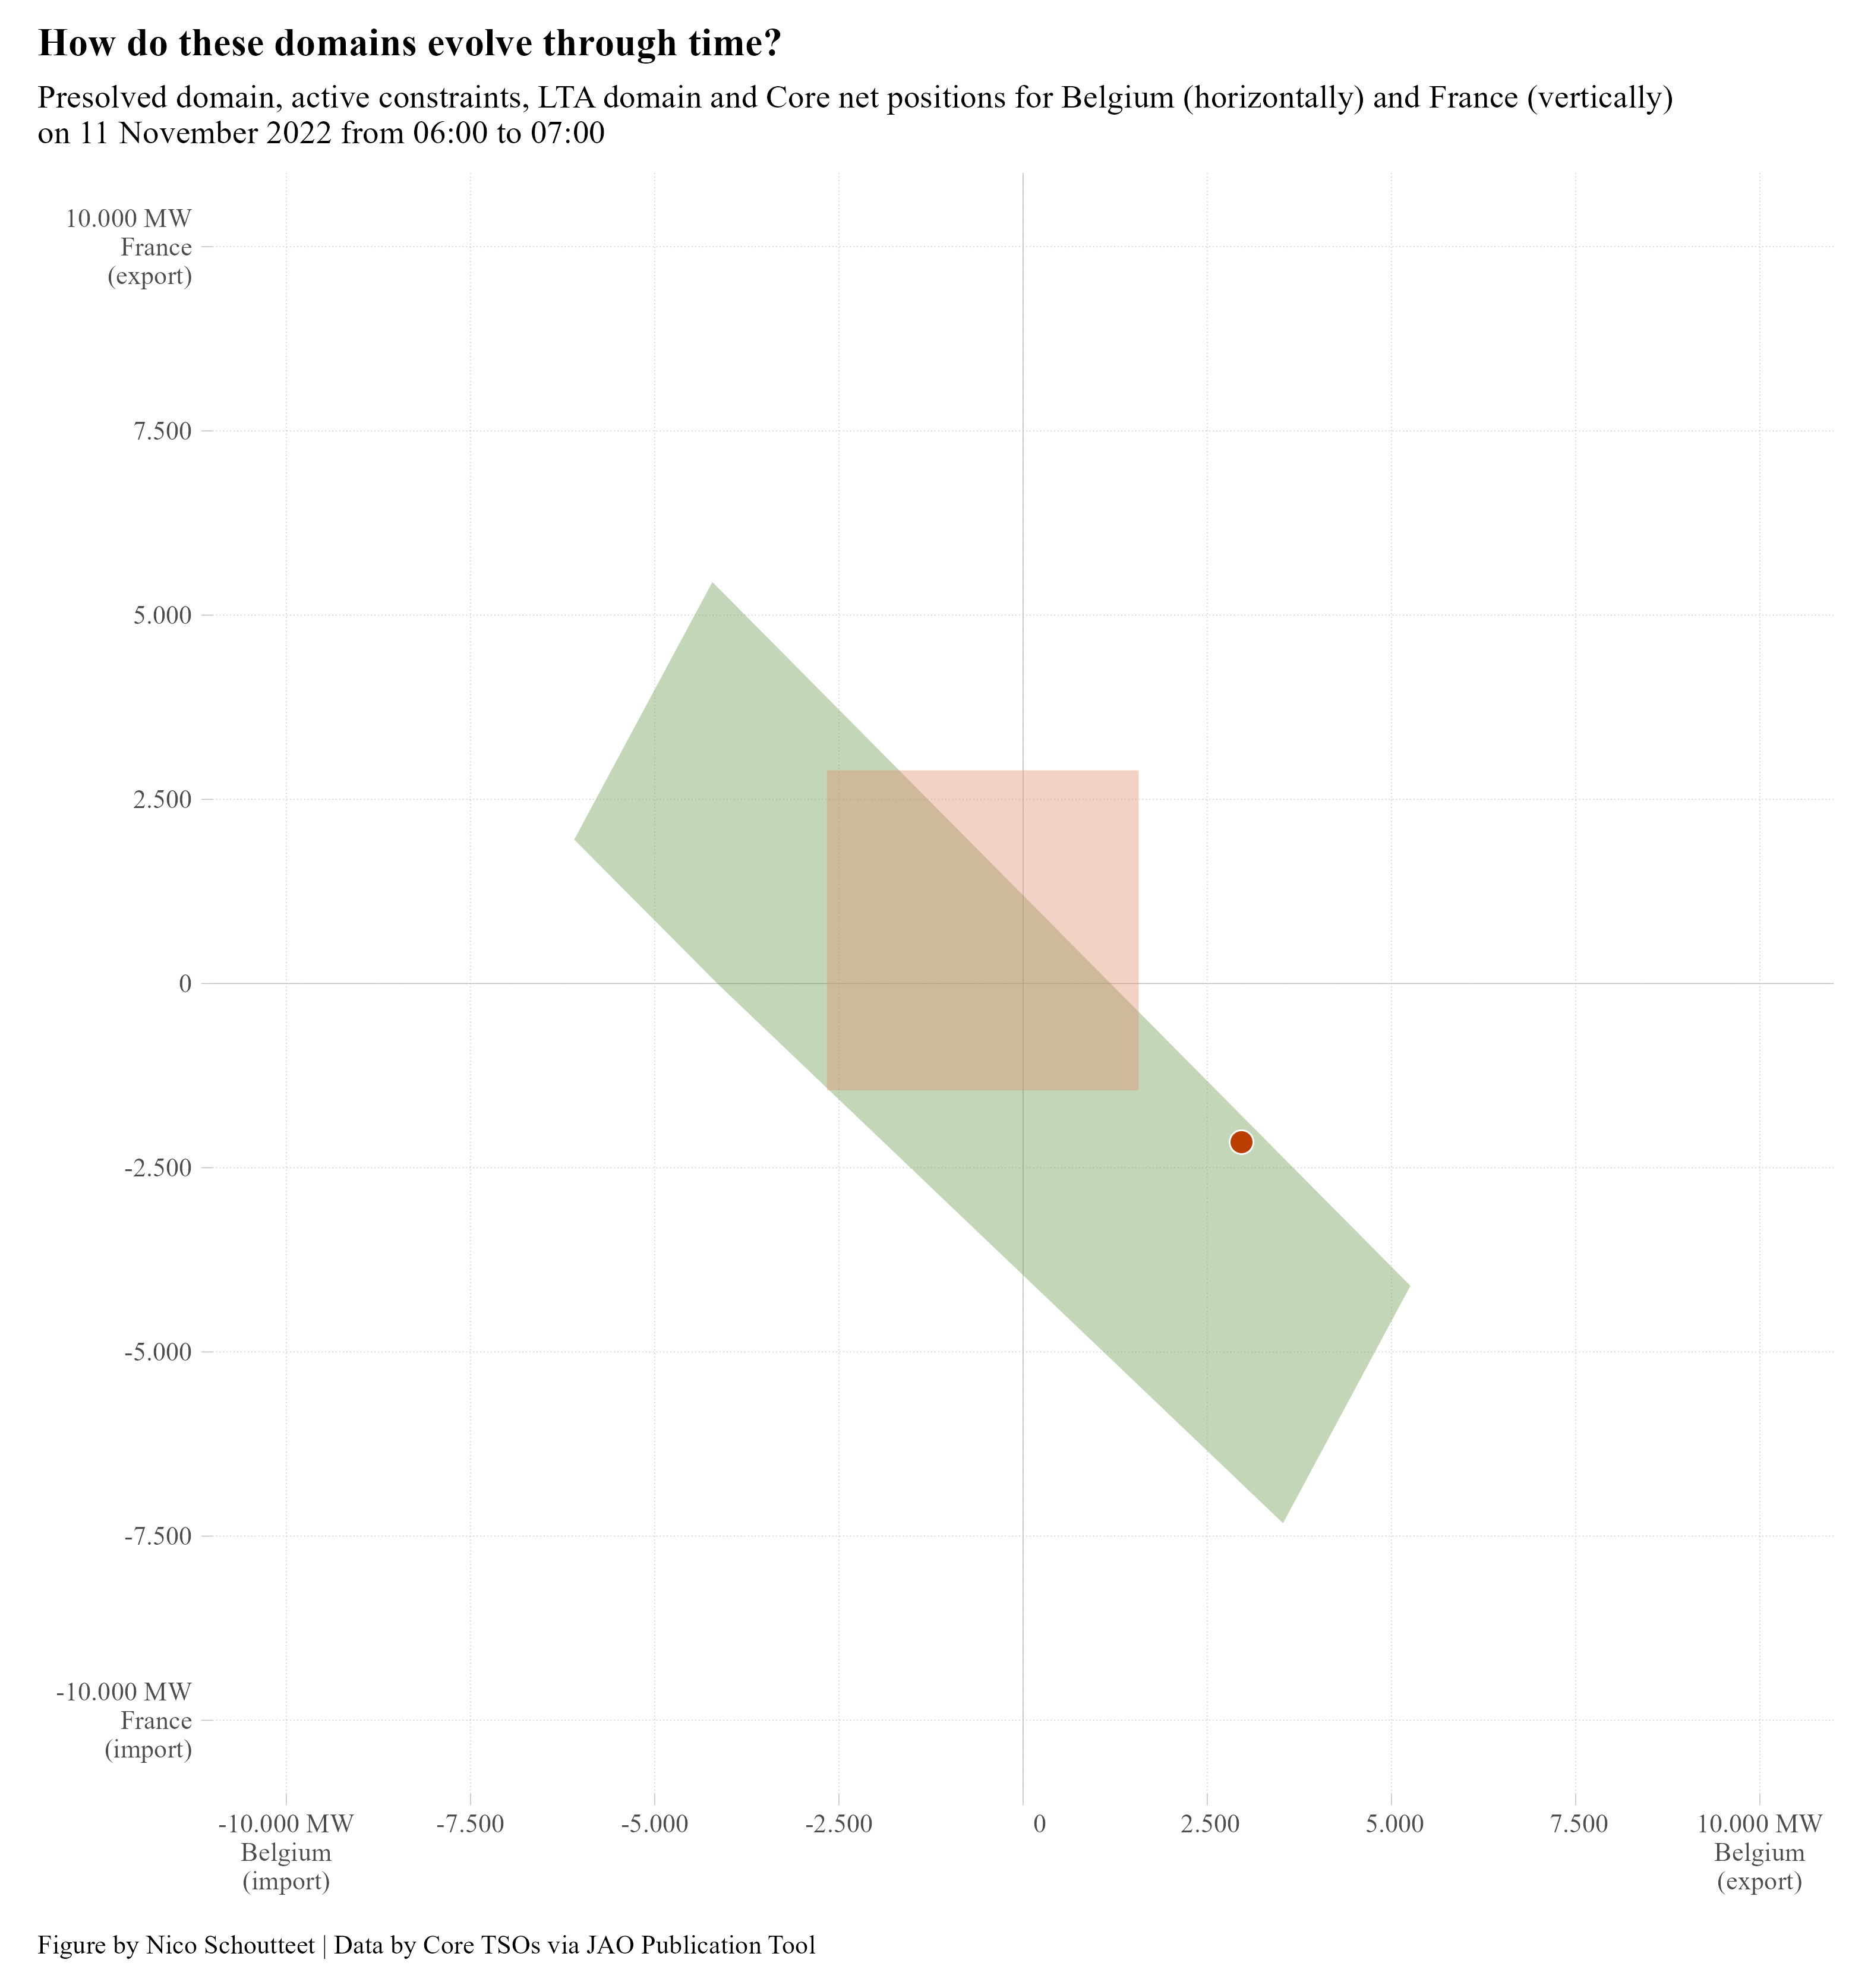 How do these domains evolve through time?
Presolved domain, active constraints, LTA domain and Core net positions for Belgium (horizontally) and France (vertically)
on 11 November 2022 from 06:00 to 07:00
10.000 MW
France
(export)
7.500
5.000
2.500
0
-2.500
-5.000
-7.500
-10.000 MW
France
(import)
-10.000 MW
Belgium
(import)
-7.500
-5.000
-2.500
0
2.500
5.000
7.500
10.000 MW
Belgium
(export)
Figure by Nico Schoutteet | Data by Core TSOs via JAO Publication Tool